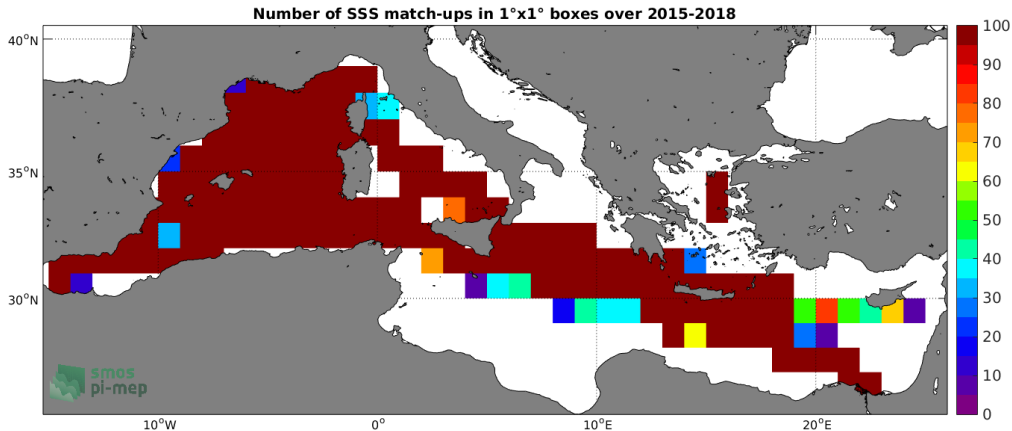 Number of SSS match-ups in 1°x1° boxes over 2015-2018
40°N
35°N
30°N
10°W
0°
10°E
20°E
100
90
80
70
60
50
40
30
20
10
0
smos
pi-mep